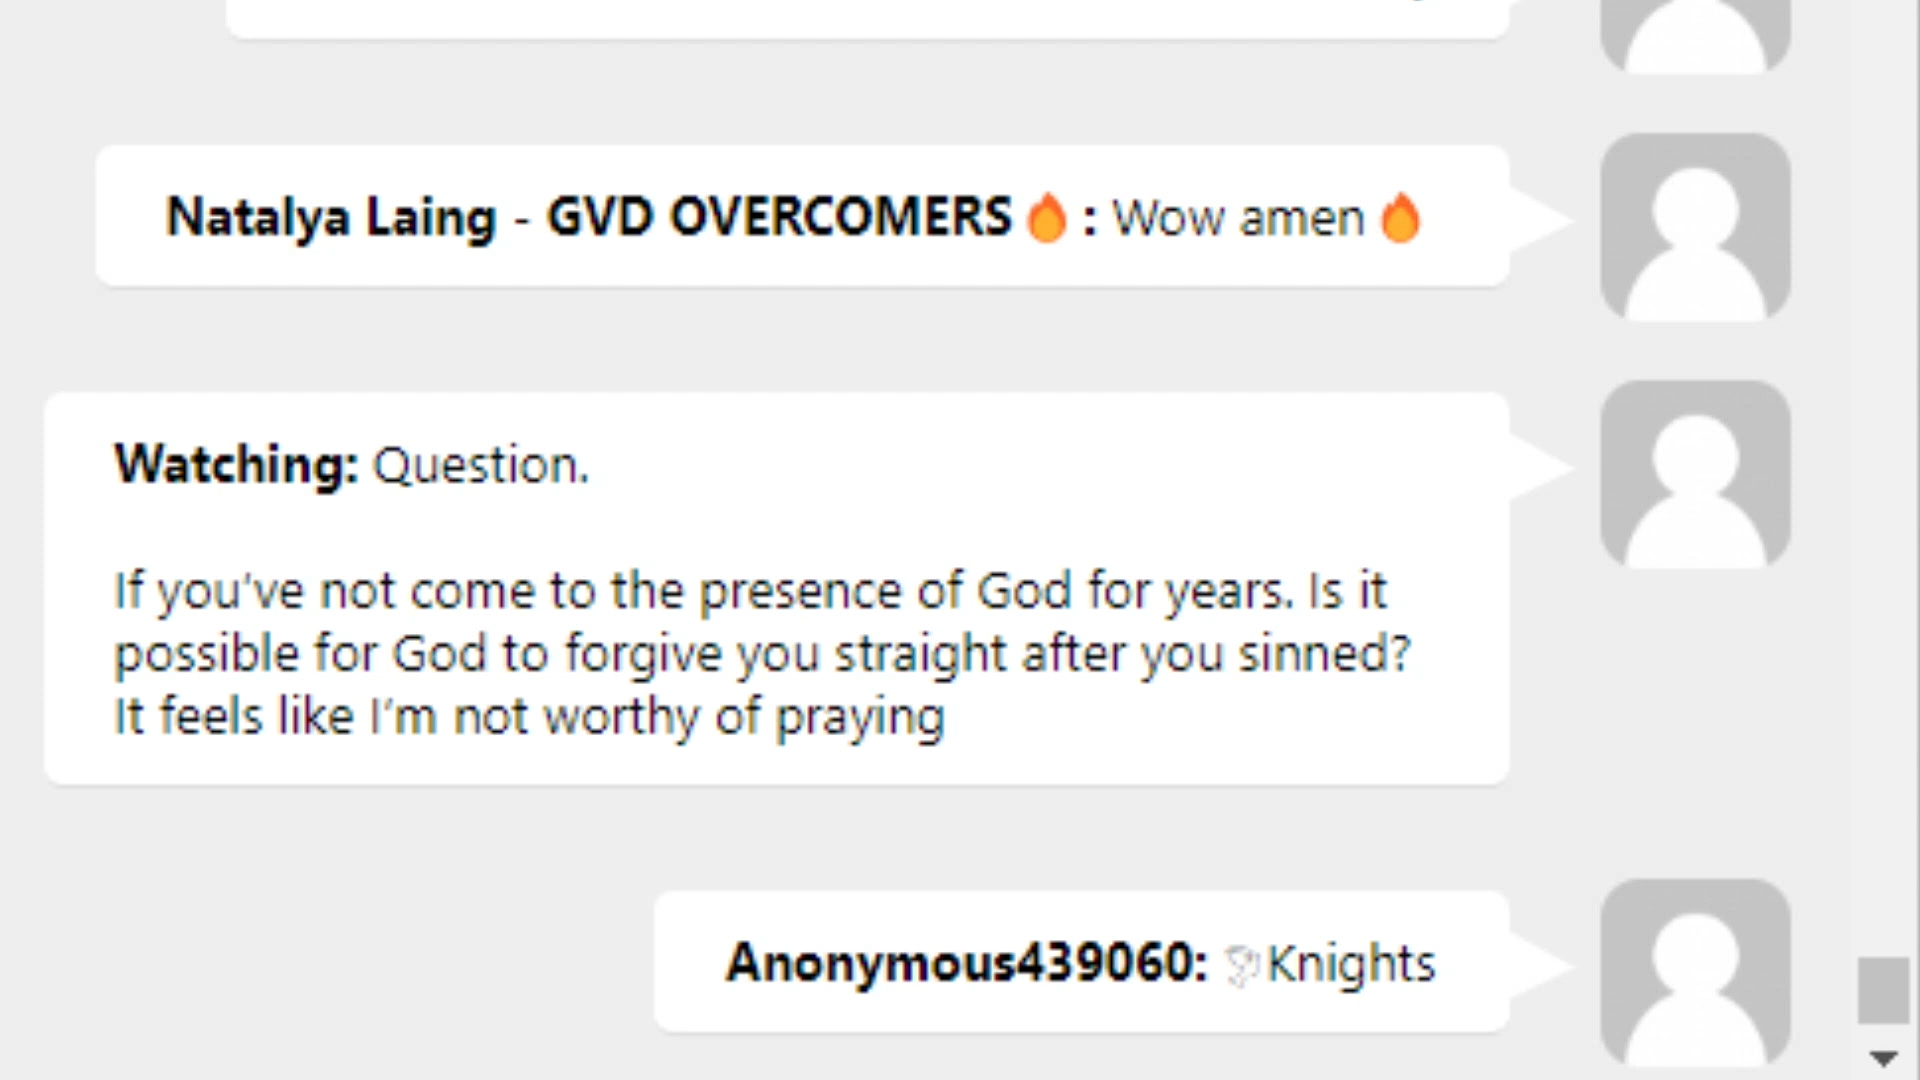 Natalya Laing - GVD OVERCOMERS🔥: Wow amen🔥
Watching: Question.
If you've not come to the presence of God for years. Is it
possible for God to forgive you straight after you sinned?
It feels like I'm not worthy of praying
Anonymous439060: Knights